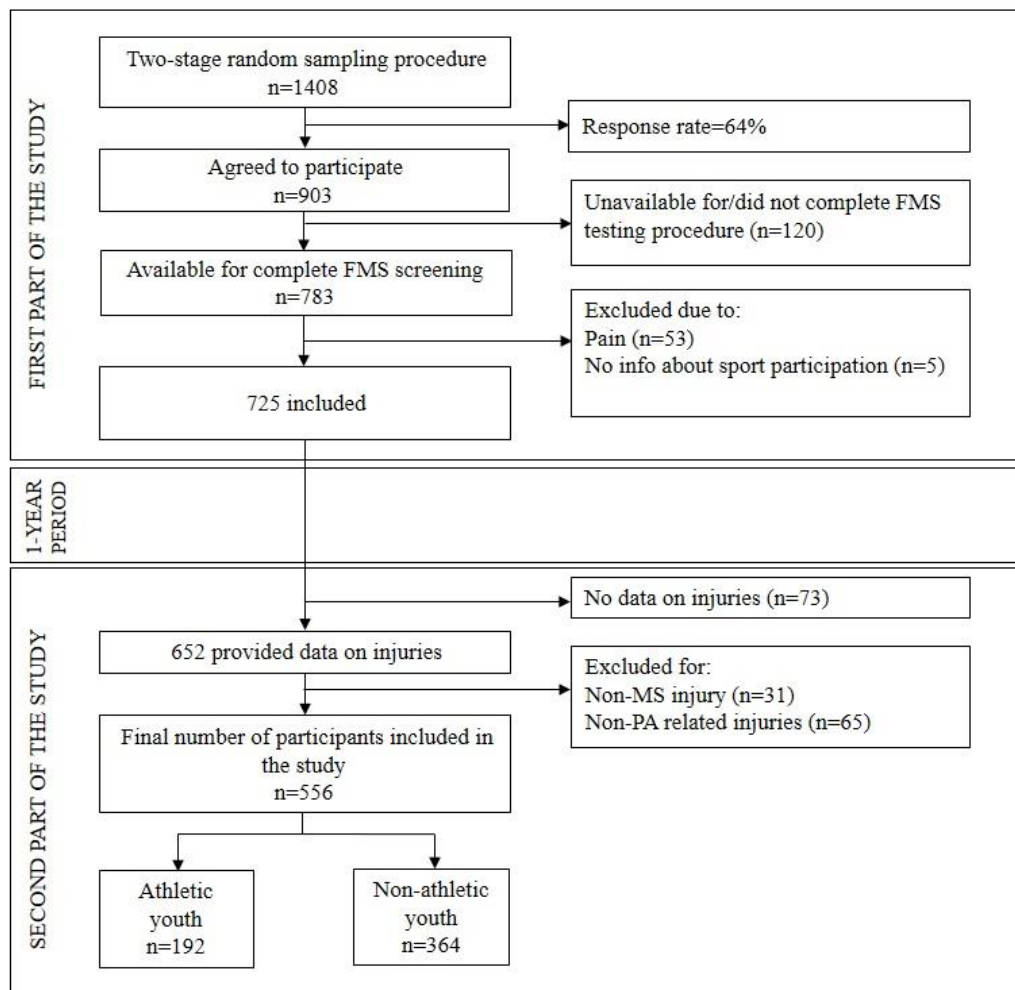 FIRST PART OF THE STUDY
Two-stage random sampling procedure
n=1408
Response rate=64%
Agreed to participate
n=903
Unavailable for/did not complete FMS
testing procedure (n=120)
Available for complete FMS screening
n=783
Excluded due to:
Pain (n=53)
No info about sport participation (n=5)
725 included
1-YEAR
PERIOD
SECOND PART OF THE STUDY
No data on injuries (n=73)
652 provided data on injuries
Excluded for:
Non-MS injury (n=31)
Non-PA related injuries (n=65)
Final number of participants included in
the study
n=556
Athletic
youth
n=192
Non-athletic
youth
n=364